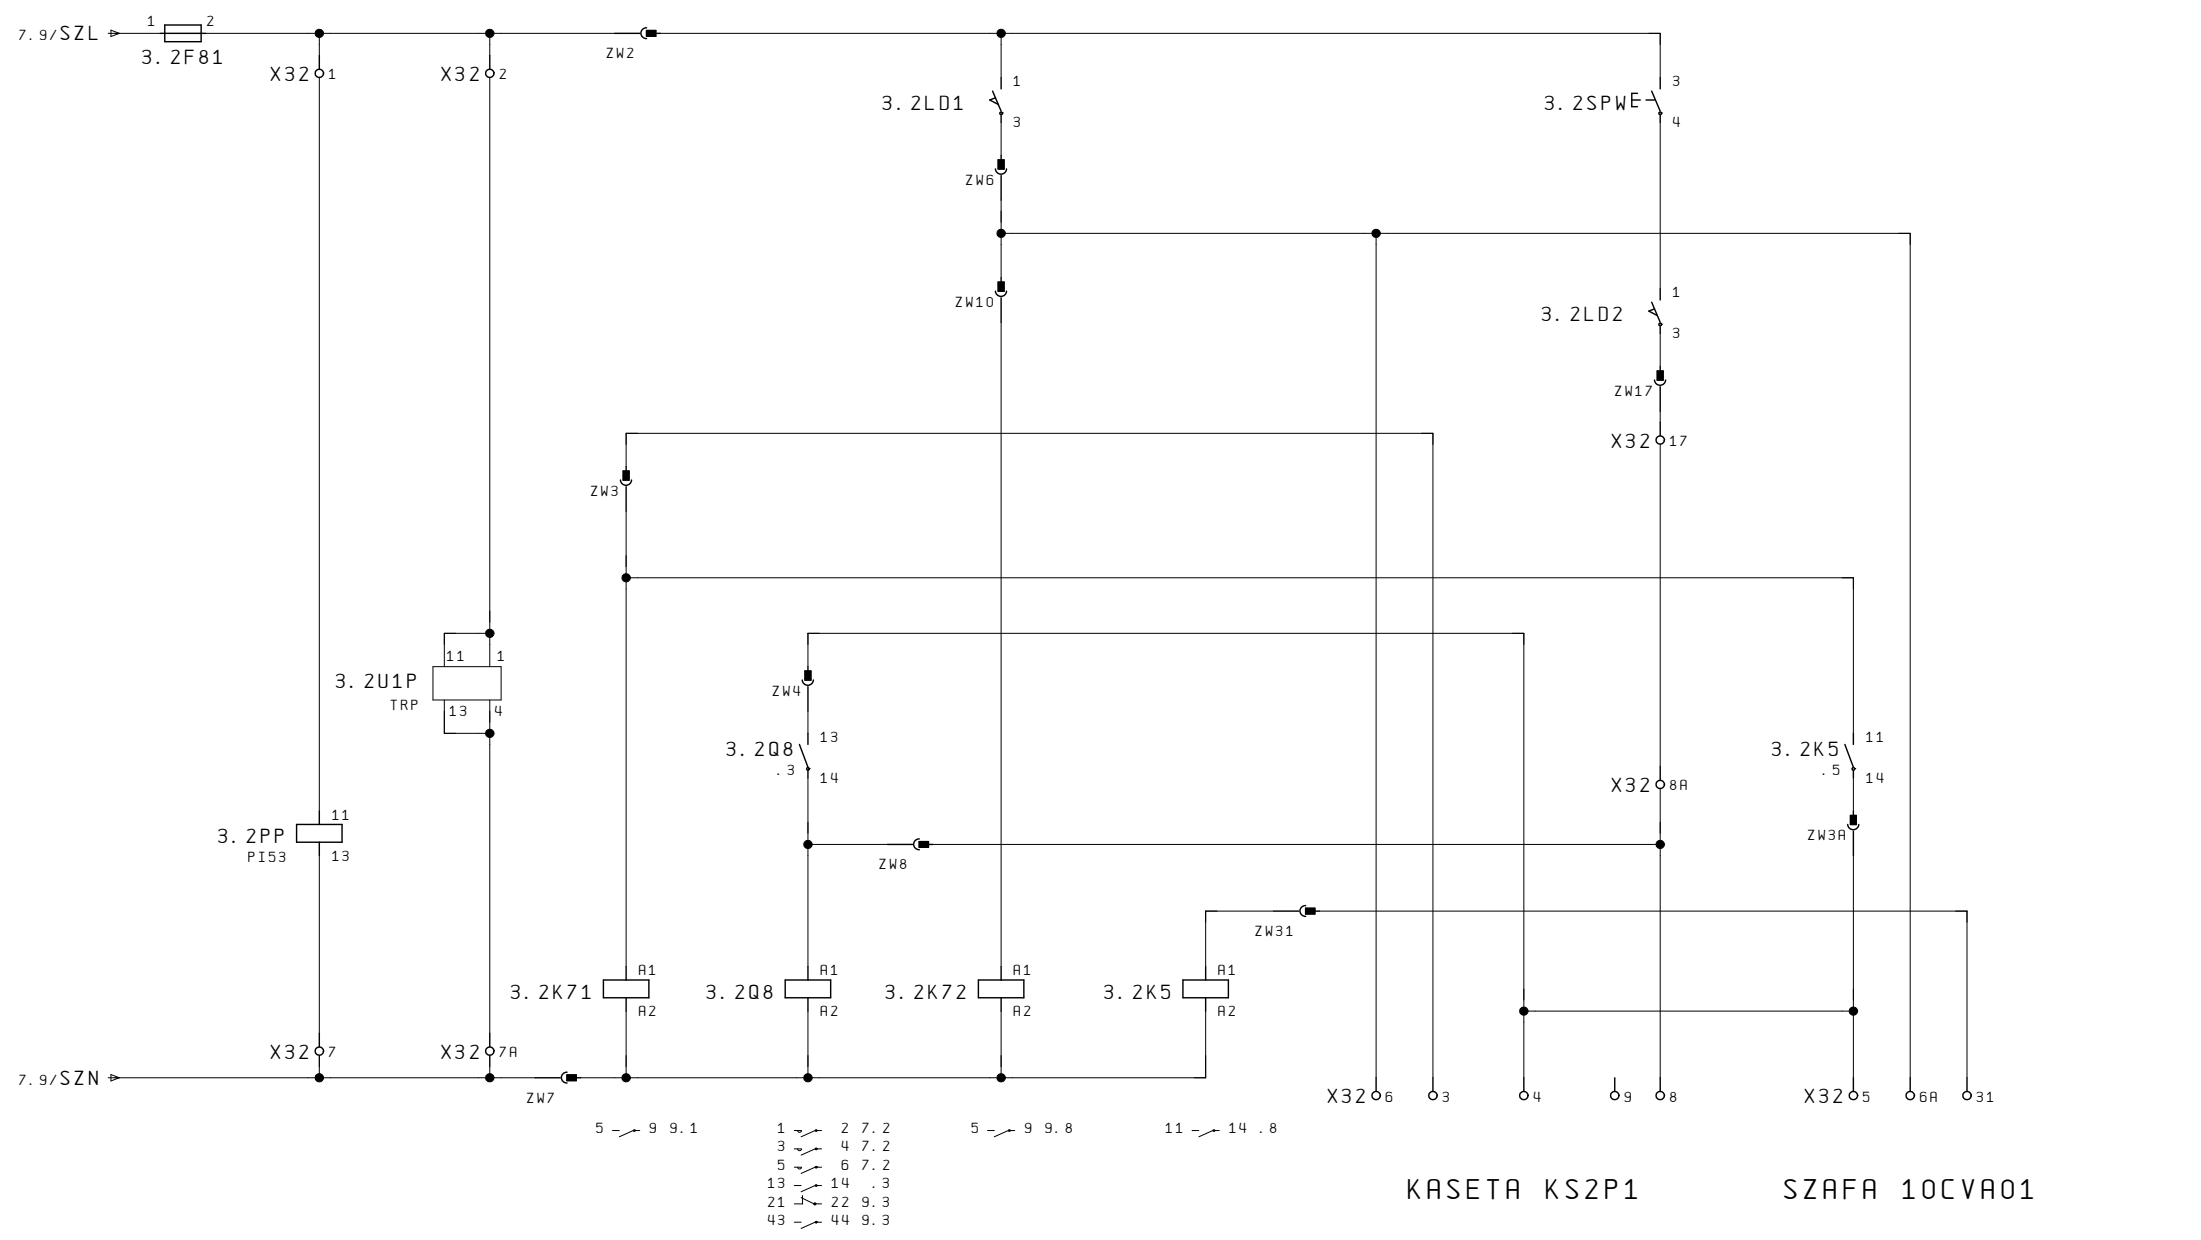 1 2
7.9/SZL
3.2F81
ZW2
X32 1
X32 2
1
3.2LD1
3
3
3.2SPW
4
ZW6
ZW10
1
3.2LD2
3
ZW17
X32 17
ZW3
11 1
3.2U1P
TRP
13 4
ZW4
13
3.2Q8
.3
14
11
3.2K5
.5
14
X32 8A
11
3.2PP
PI53
13
ZW3A
ZW8
ZW31
A1 A1 A1 A1
3.2K71 3.2Q8 3.2K72 3.2K5
A2 A2 A2 A2
X32 7
X32 7A
7.9/SZN
ZW7
X32 6 3 4 9 8
X32 5 6A 31
5 9 9.1
1 2 7.2
3 4 7.2
5 6 7.2
13 14 .3
21 22 9.3
43 44 9.3
5 9 9.8
11 14 .8
KASETA KS2P1
SZAFA 10CVA01